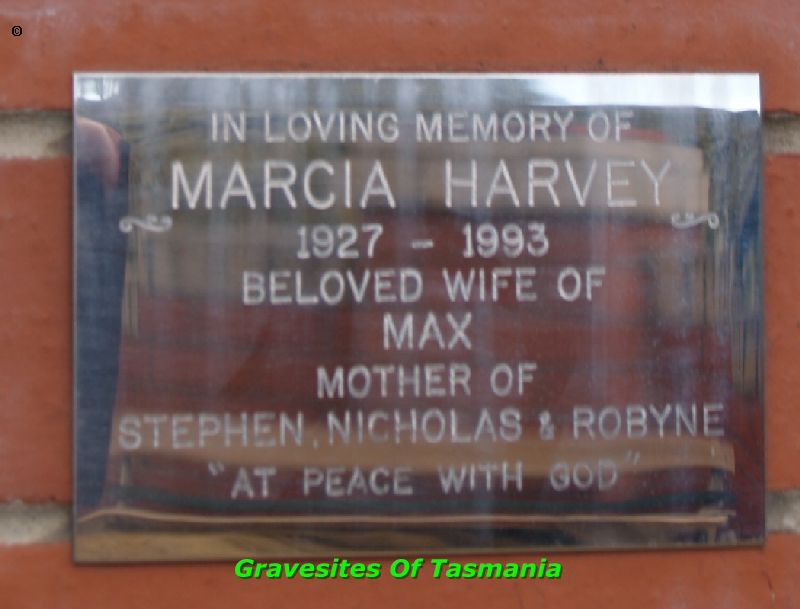 ©
IN LOVING MEMORY OF
MARCIA HARVEY
1927 - 1993
BELOVED WIFE OF
MAX
MOTHER OF
STEPHEN, NICHOLAS & ROBYNE
"AT PEACE WITH GOD"
Gravesites Of Tasmania